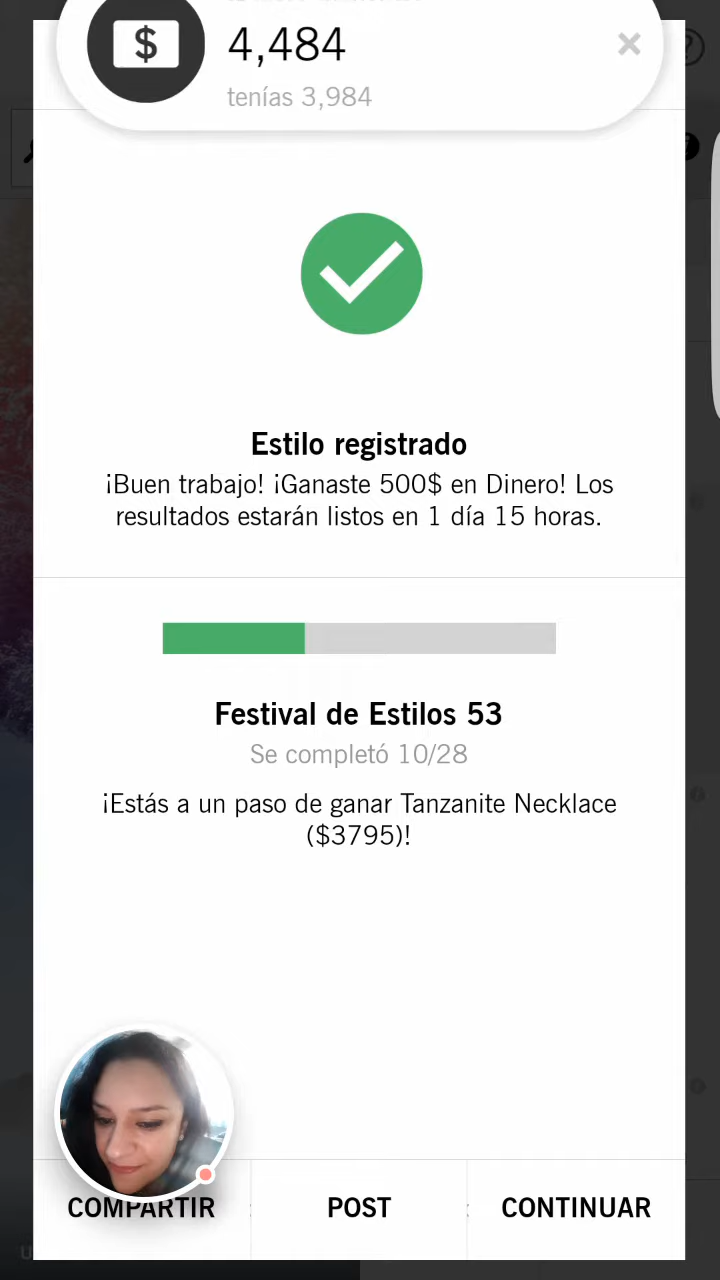 $
4,484
tenías 3,984
Estilo registrado
¡Buen trabajo! ¡Ganaste 500$ en Dinero! Los
resultados estarán listos en 1 día 15 horas.
Festival de Estilos 53
Se completó 10/28
¡Estás a un paso de ganar Tanzanite Necklace
($3795)!
COMPARTIR
POST
CONTINUAR